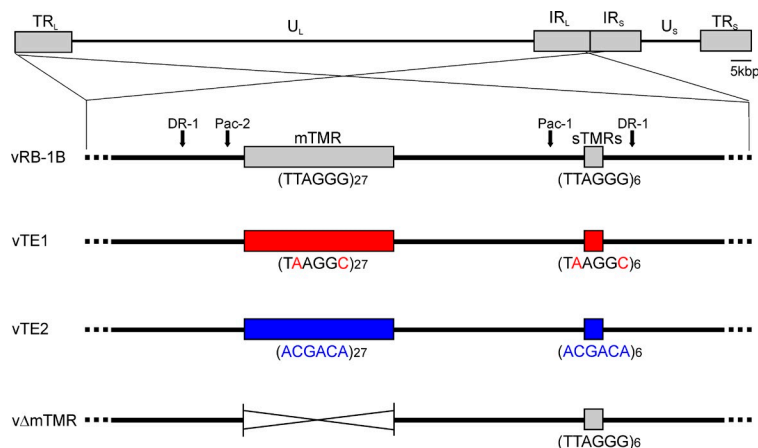 TRL UL IRL IRS US TRS
5kbp
DR-1 Pac-2 mTMR Pac-1 sTMRs DR-1
vRB-1B
(TTAGGG)27 (TTAGGG)6
vTE1
(TAAGGC)27 (TAAGGC)6
vTE2
(ACGACA)27 (ACGACA)6
vΔmTMR
(TTAGGG)6